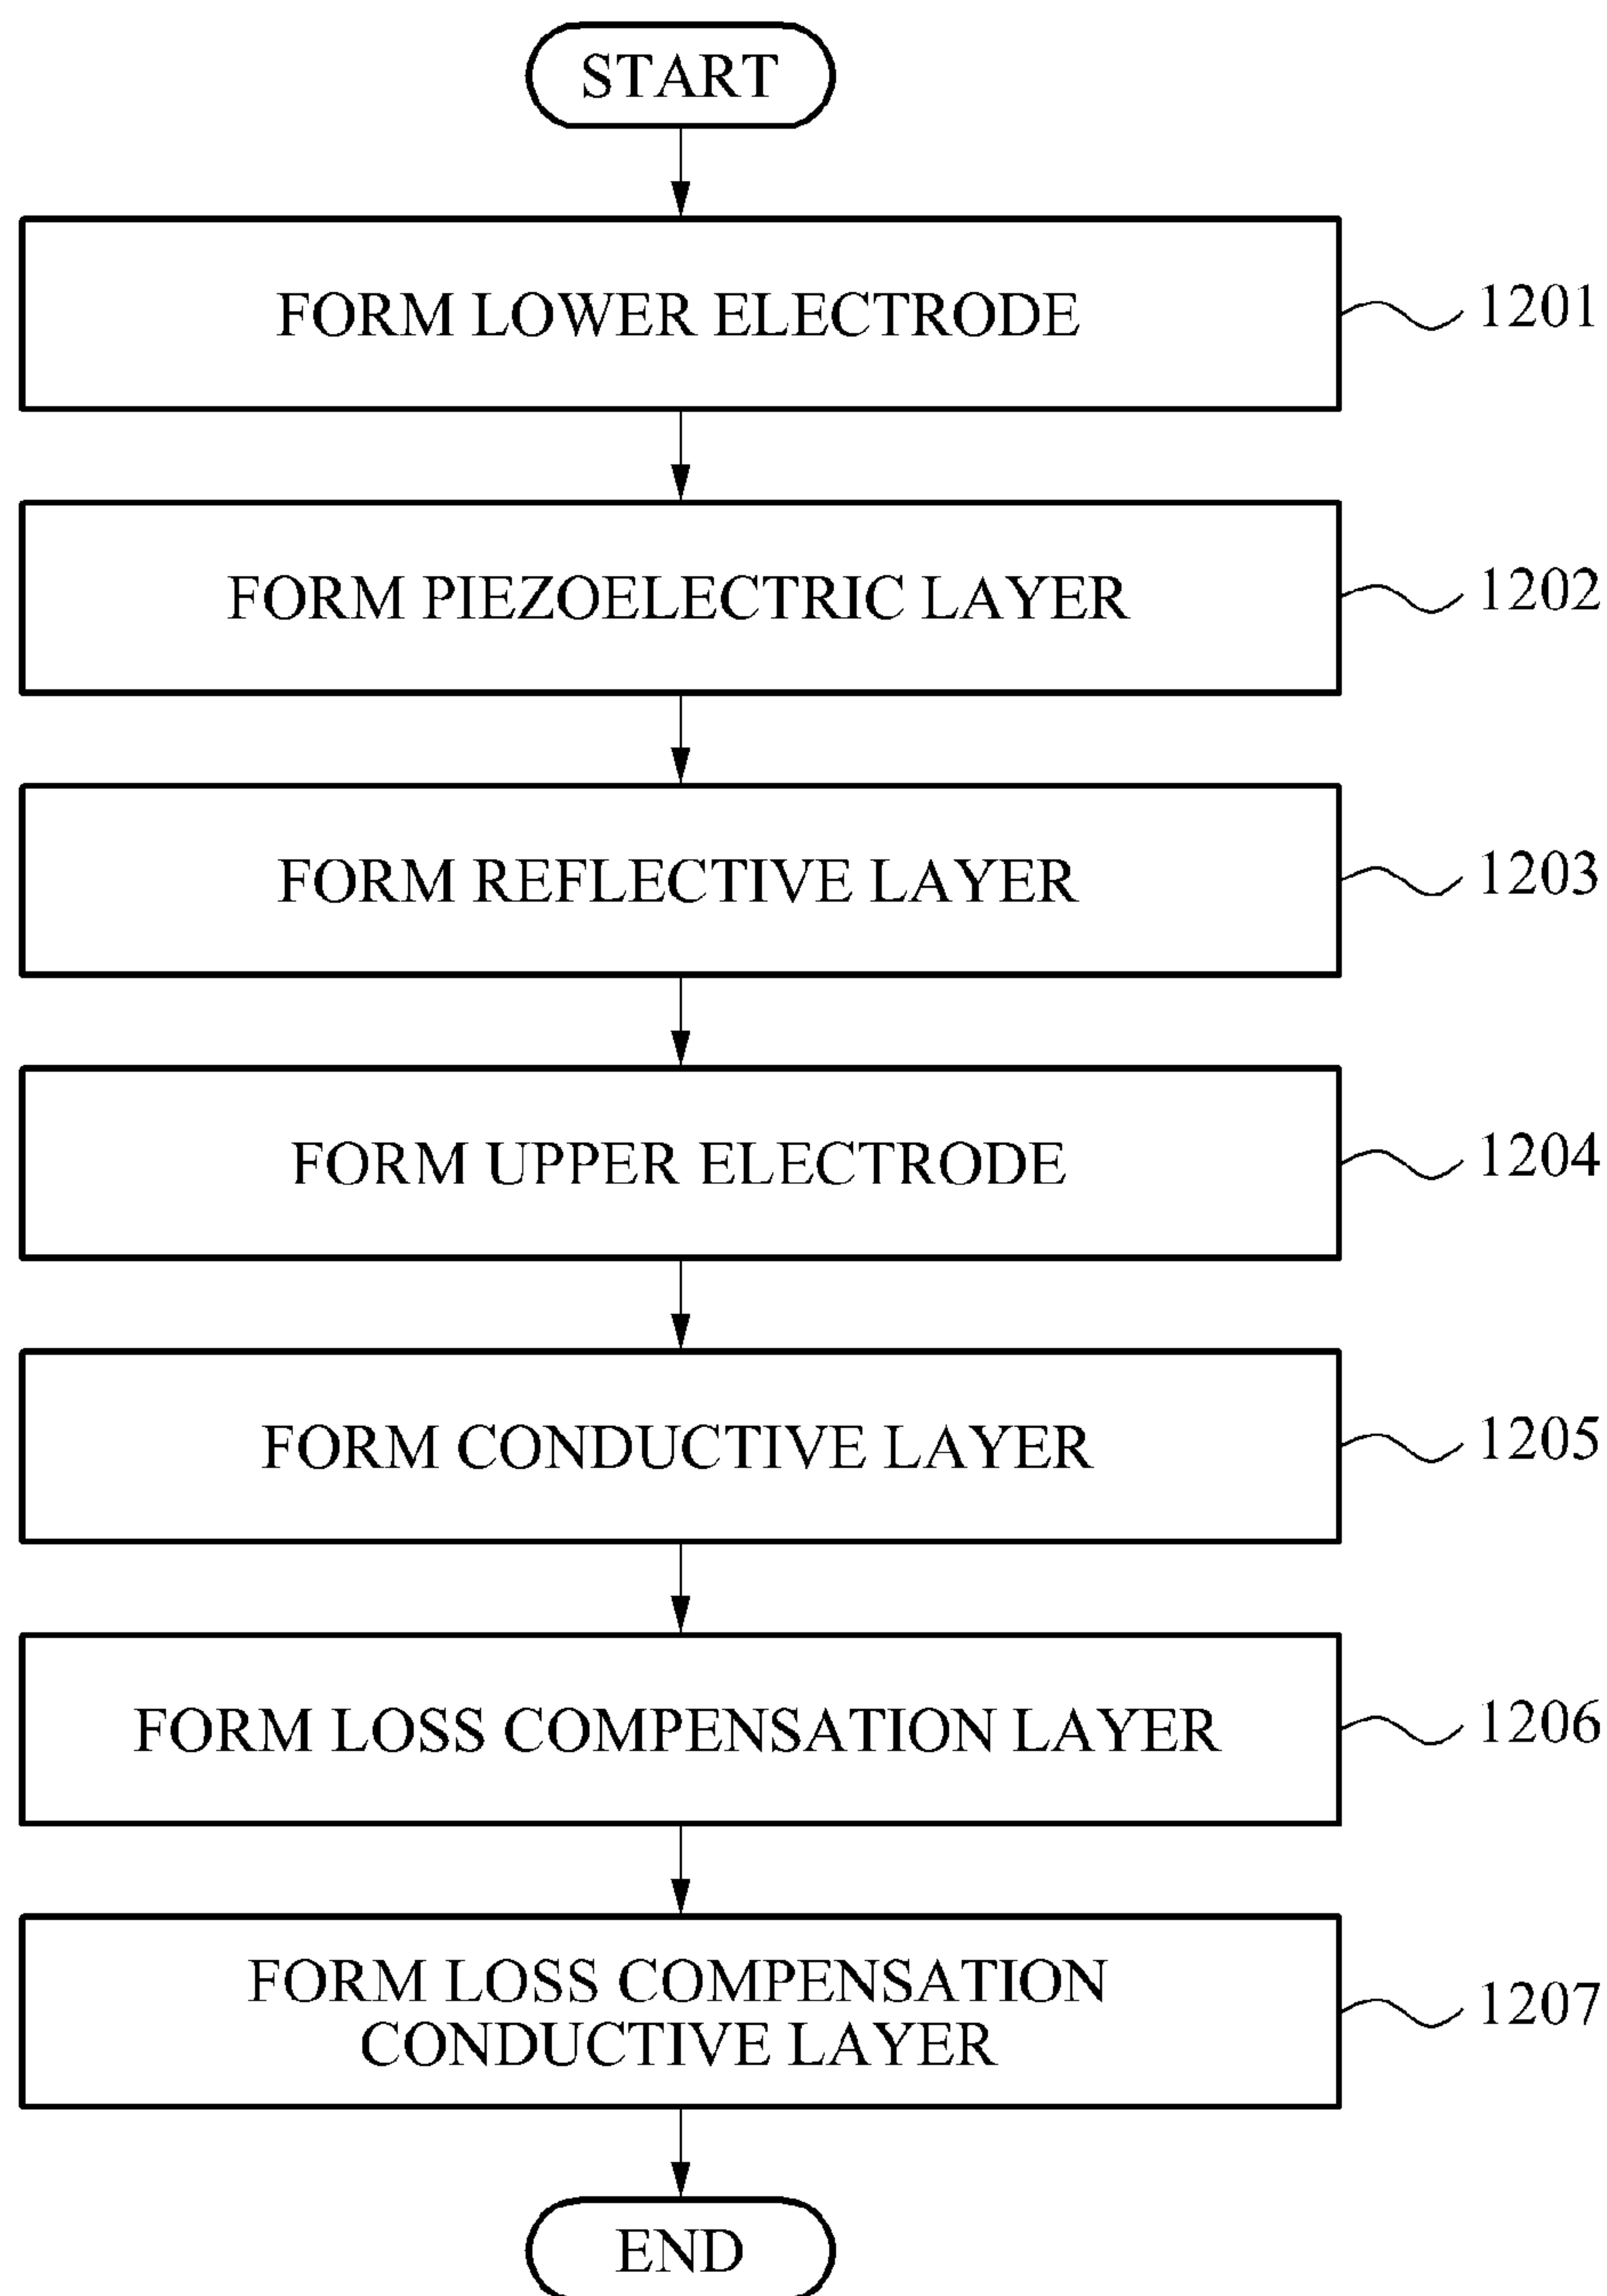 START
FORM LOWER ELECTRODE
1201
FORM PIEZOELECTRIC LAYER
1202
FORM REFLECTIVE LAYER
1203
FORM UPPER ELECTRODE
1204
FORM CONDUCTIVE LAYER
1205
FORM LOSS COMPENSATION LAYER
1206
FORM LOSS COMPENSATION
CONDUCTIVE LAYER
1207
END